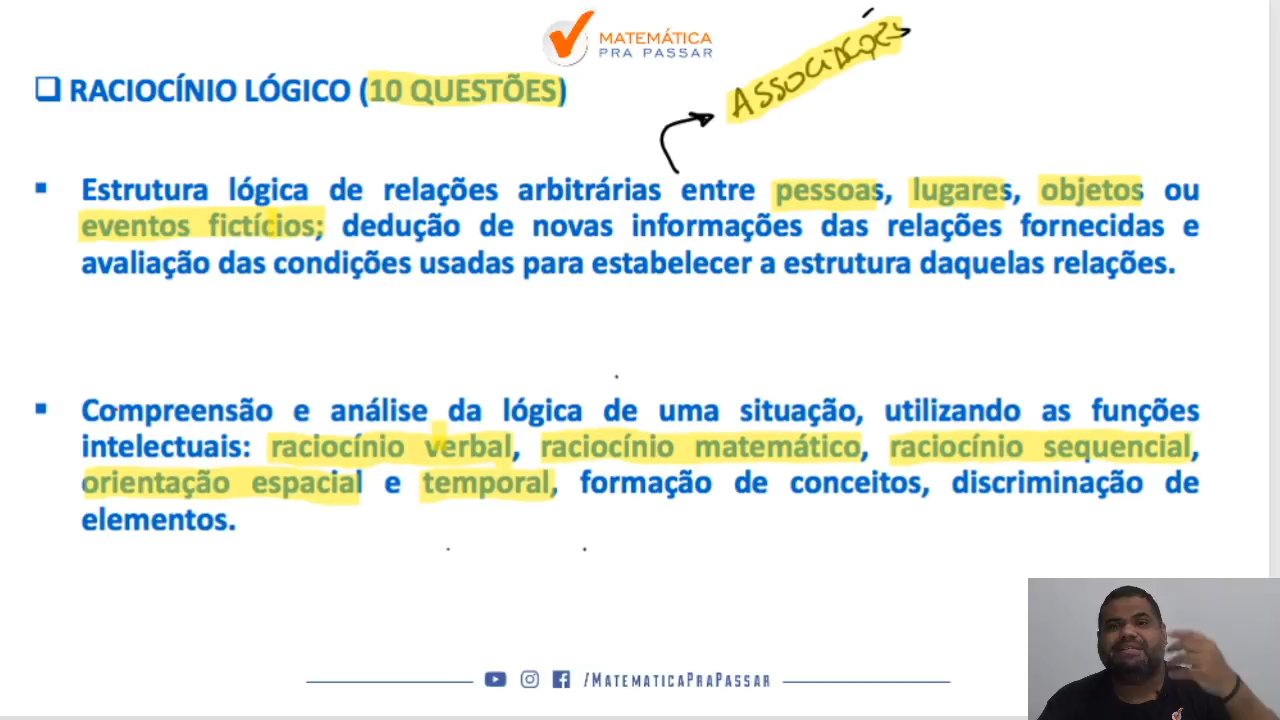 MATEMÁTICA
PRA PASSAR
ASSOCIAÇÕES
RACIOCÍNIO LÓGICO (10 QUESTÕES)
Estrutura lógica de relações arbitrárias entre pessoas, lugares, objetos ou
eventos fictícios; dedução de novas informações das relações fornecidas e
avaliação das condições usadas para estabelecer a estrutura daquelas relações.
Compreensão e análise da lógica de uma situação, utilizando as funções
intelectuais: raciocínio verbal, raciocínio matemático, raciocínio sequencial,
orientação espacial e temporal, formação de conceitos, discriminação de
elementos.
/MATEMATICAPRAPASSAR